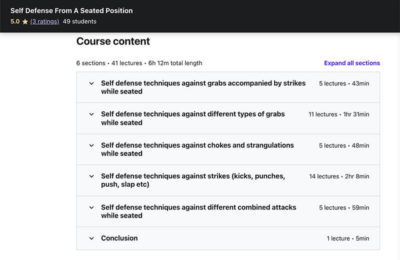 Self Defense From A Seated Position
5.0 ★ (3 ratings) 49 students
Course content
6 sections • 41 lectures • 6h 12m total length
Expand all sections
Self defense techniques against grabs accompanied by strikes
while seated
5 lectures • 43min
Self defense techniques against different types of grabs
while seated
11 lectures • 1hr 31min
Self defense techniques against chokes and strangulations
while seated
5 lectures • 48min
Self defense techniques against strikes (kicks, punches,
push, slap etc)
14 lectures • 2hr 8min
Self defense techniques against different combined attacks
while seated
5 lectures • 59min
Conclusion
1 lecture • 5min